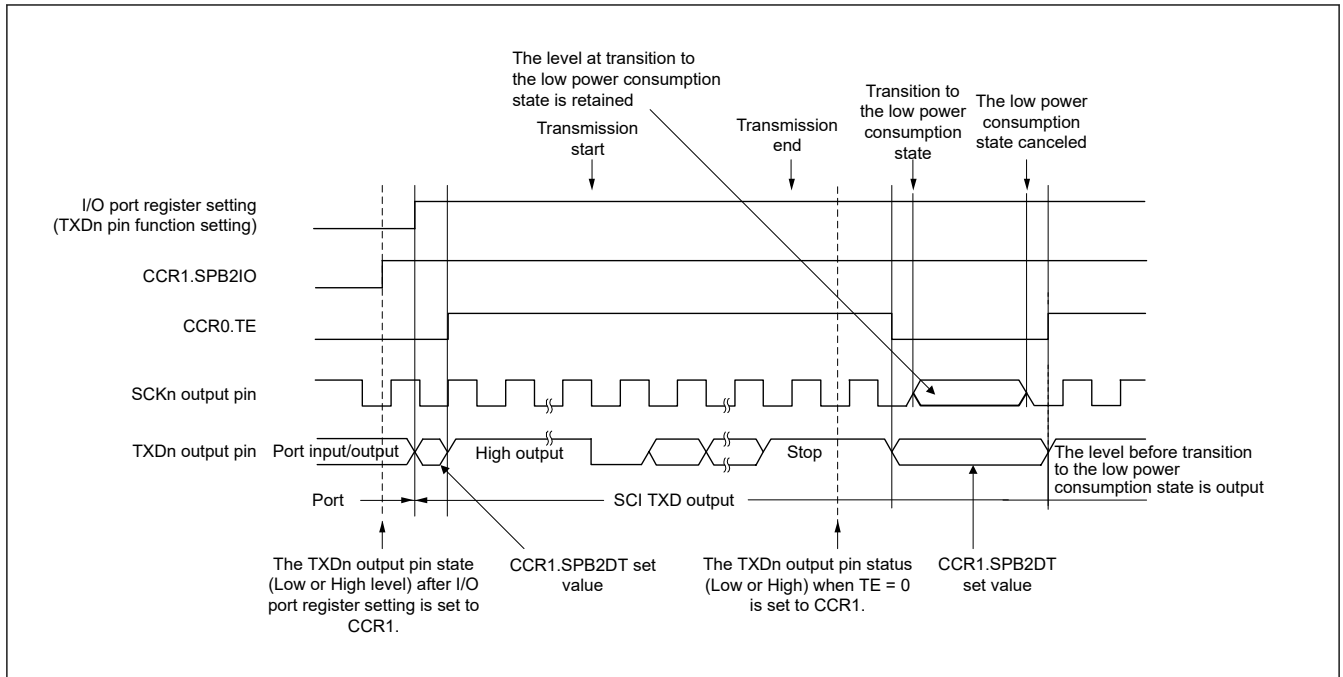 The level at transition to
the low power consumption
state is retained
Transmission
start
Transmission
end
Transition to
the low power
consumption
state
The low power
consumption
state canceled
I/O port register setting
(TXDn pin function setting)
CCR1.SPB2IO
CCR0.TE
SCKn output pin
TXDn output pin
Port input/output
High output
Stop
The level before transition
to the low power
consumption state is output
Port
SCI TXD output
The TXDn output pin state
(Low or High level) after I/O
port register setting is set to
CCR1.
CCR1.SPB2DT set
value
The TXDn output pin status
(Low or High) when TE = 0
is set to CCR1.
CCR1.SPB2DT
set value